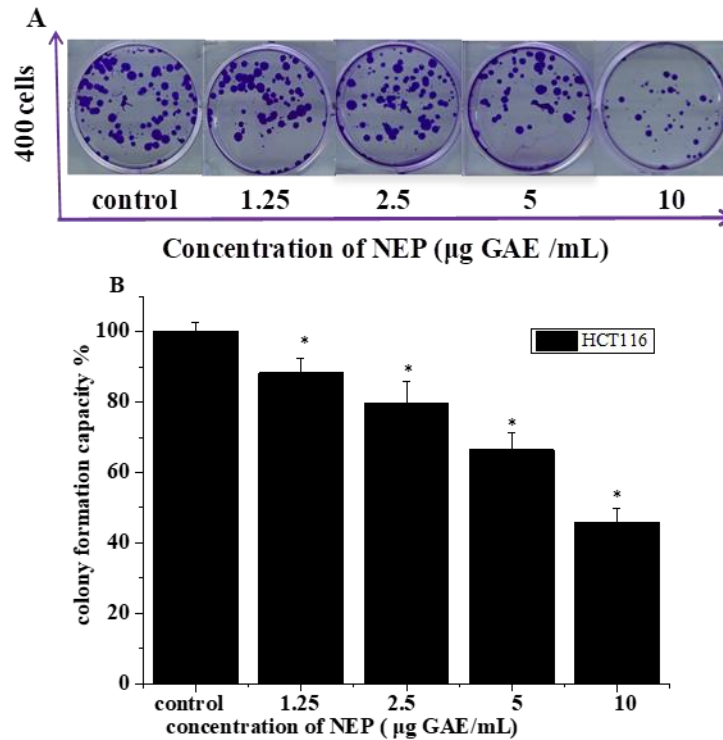 A
400 cells
control 1.25 2.5 5 10
Concentration of NEP (μg GAE /mL)
B
colony formation capacity %
100
80
60
40
20
0
HCT116
*
*
*
*
control 1.25 2.5 5 10
concentration of NEP ( μg GAE/mL)